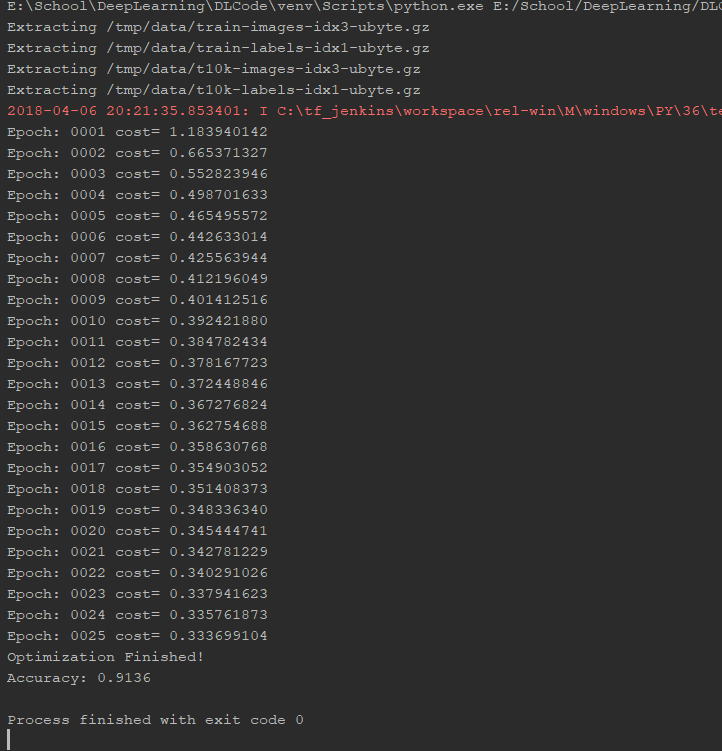 E:\School\DeepLearning\DLCode\venv\Scripts\python.exe E:/School/DeepLearning/DLC
Extracting /tmp/data/train-images-idx3-ubyte.gz
Extracting /tmp/data/train-labels-idx1-ubyte.gz
Extracting /tmp/data/t10k-images-idx3-ubyte.gz
Extracting /tmp/data/t10k-labels-idx1-ubyte.gz
2018-04-06 20:21:35.853401: I C:\tf_jenkins\workspace\rel-win\M\windows\PY\36\te
Epoch: 0001 cost= 1.183940142
Epoch: 0002 cost= 0.665371327
Epoch: 0003 cost= 0.552823946
Epoch: 0004 cost= 0.498701633
Epoch: 0005 cost= 0.465495572
Epoch: 0006 cost= 0.442633014
Epoch: 0007 cost= 0.425563944
Epoch: 0008 cost= 0.412196049
Epoch: 0009 cost= 0.401412516
Epoch: 0010 cost= 0.392421880
Epoch: 0011 cost= 0.384782434
Epoch: 0012 cost= 0.378167723
Epoch: 0013 cost= 0.372448846
Epoch: 0014 cost= 0.367276824
Epoch: 0015 cost= 0.362754688
Epoch: 0016 cost= 0.358630768
Epoch: 0017 cost= 0.354903052
Epoch: 0018 cost= 0.351408373
Epoch: 0019 cost= 0.348336340
Epoch: 0020 cost= 0.345444741
Epoch: 0021 cost= 0.342781229
Epoch: 0022 cost= 0.340291026
Epoch: 0023 cost= 0.337941623
Epoch: 0024 cost= 0.335761873
Epoch: 0025 cost= 0.333699104
Optimization Finished!
Accuracy: 0.9136
Process finished with exit code 0